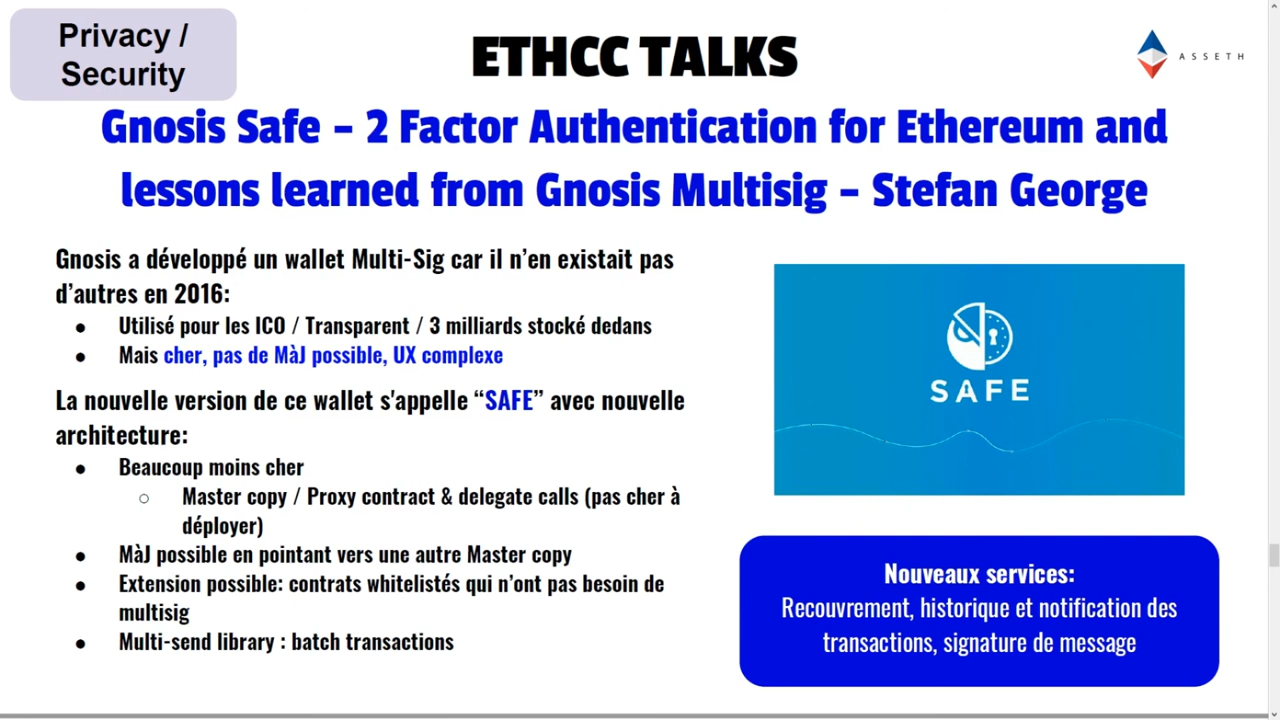 Privacy /
Security
ETHCC TALKS
ASSETH
Gnosis Safe – 2 Factor Authentication for Ethereum and
lessons learned from Gnosis Multisig – Stefan George
Gnosis a développé un wallet Multi-Sig car il n’en existait pas
d’autres en 2016:
● Utilisé pour les ICO / Transparent / 3 milliards stocké dedans
● Mais cher, pas de MàJ possible, UX complexe
La nouvelle version de ce wallet s'appelle “SAFE” avec nouvelle
architecture:
● Beaucoup moins cher
○ Master copy / Proxy contract & delegate calls (pas cher à
déployer)
● MàJ possible en pointant vers une autre Master copy
● Extension possible: contrats whitelistés qui n’ont pas besoin de
multisig
● Multi-send library : batch transactions
SAFE
Nouveaux services:
Recouvrement, historique et notification des
transactions, signature de message